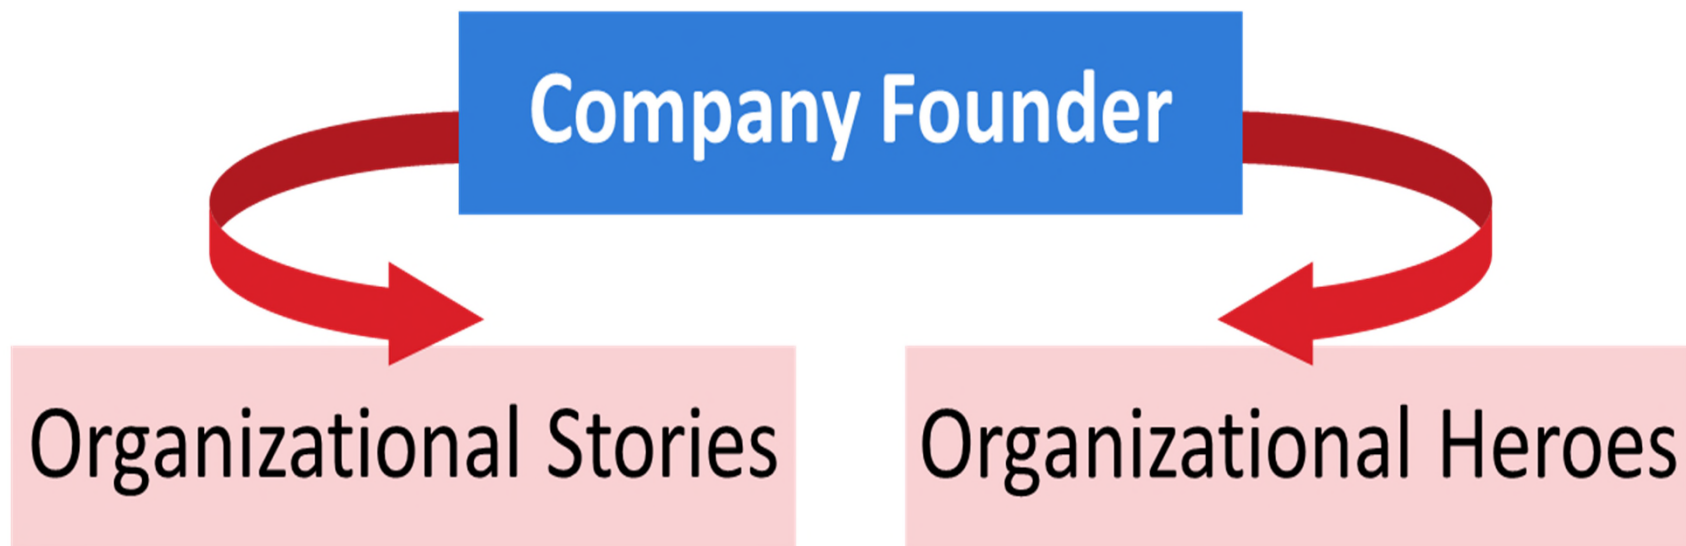 Company Founder
Organizational Stories
Organizational Heroes